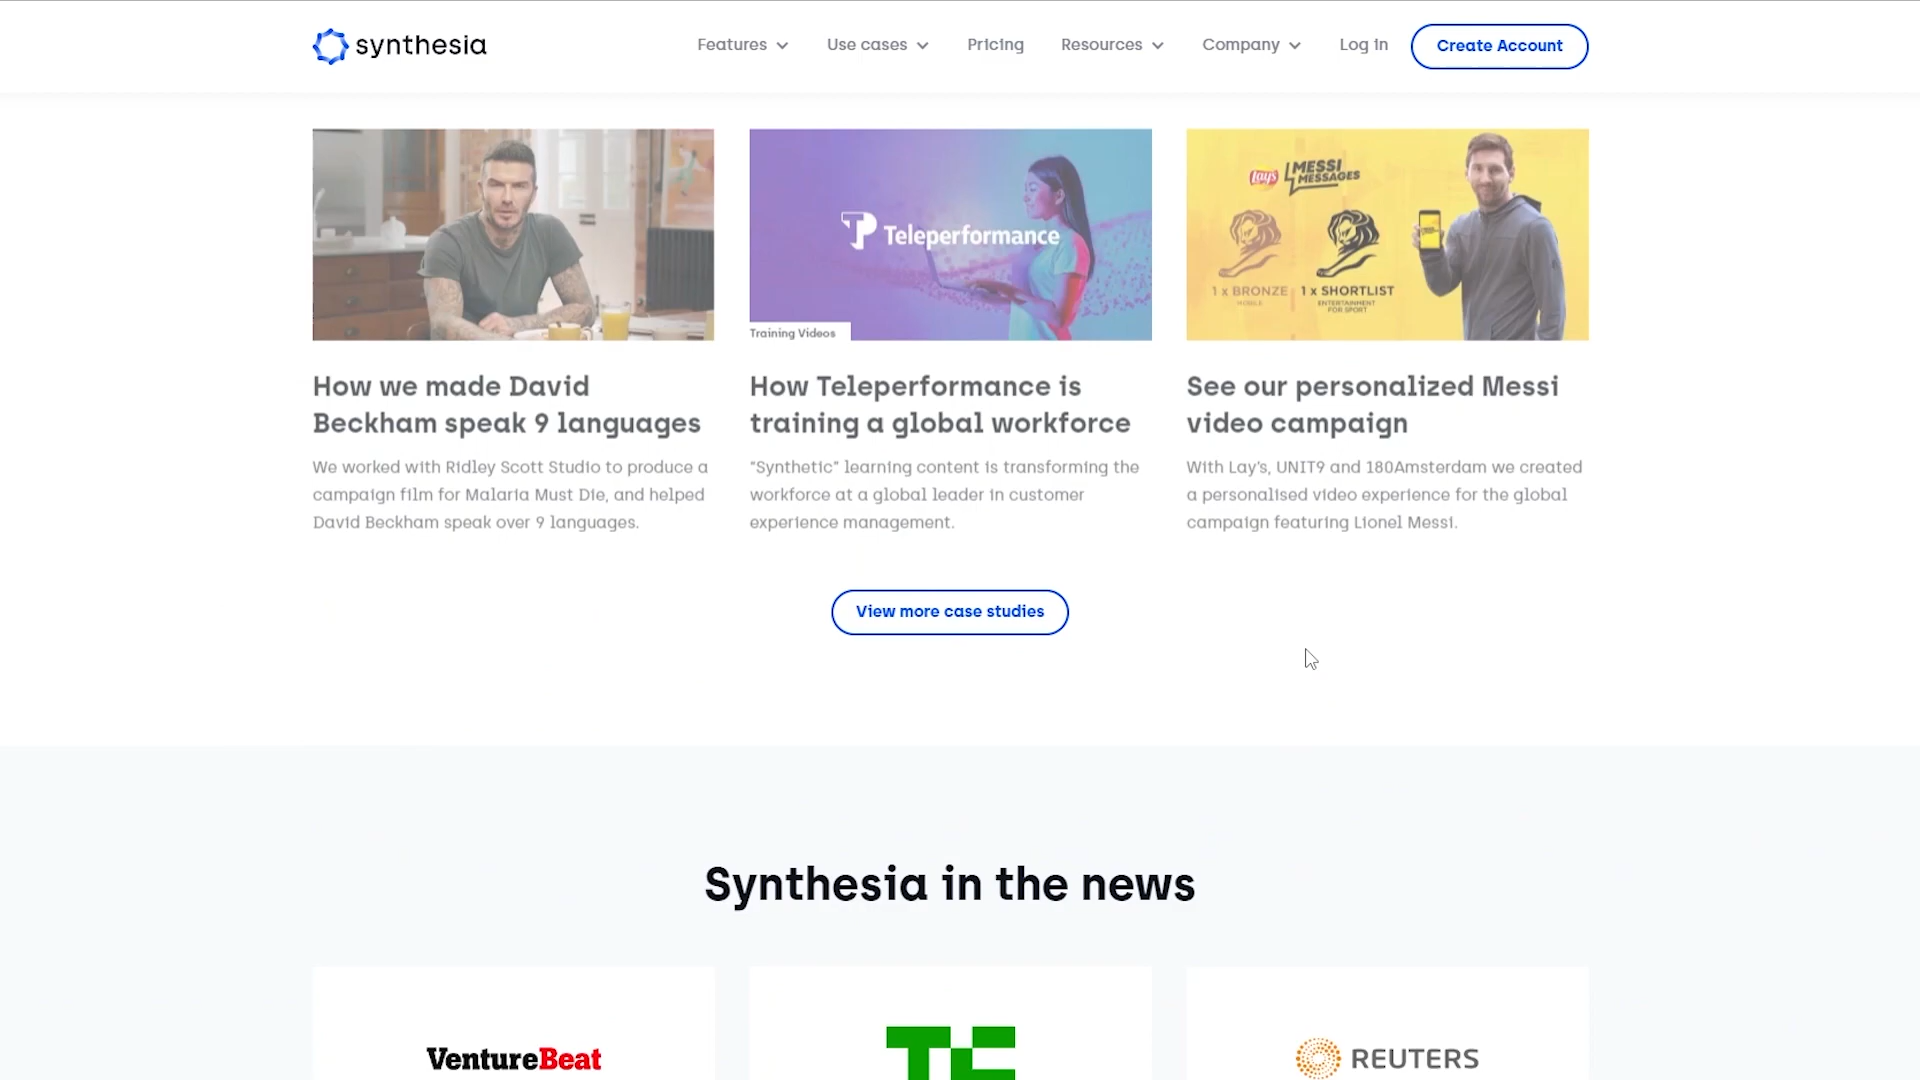 synthesia
Features
Use cases
Pricing
Resources
Company
Log in
Create Account
Teleperformance
Training Videos
Lay's
MESSI
MESSAGES
1 x BRONZE
MOBILE
1 x SHORTLIST
ENTERTAINMENT
FOR SPORT
How we made David
Beckham speak 9 languages
We worked with Ridley Scott Studio to produce a
campaign film for Malaria Must Die, and helped
David Beckham speak over 9 languages.
How Teleperformance is
training a global workforce
“Synthetic” learning content is transforming the
workforce at a global leader in customer
experience management.
See our personalized Messi
video campaign
With Lay's, UNIT9 and 180Amsterdam we created
a personalised video experience for the global
campaign featuring Lionel Messi.
View more case studies
Synthesia in the news
VentureBeat
TC
REUTERS